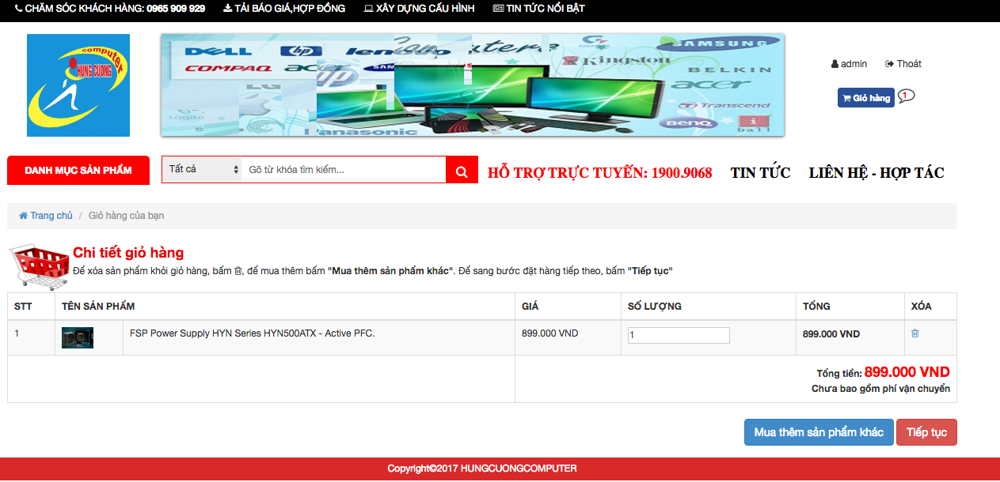 CHĂM SÓC KHÁCH HÀNG: 0965 909 929 TẢI BÁO GIÁ,HỢP ĐỒNG XÂY DỰNG CẤU HÌNH TIN TỨC NỔI BẬT
computex
HUNG CUONG
DELL hp lenovo GIGABYTE SAMSUNG
COMPAQ Kingston BELKIN
hp acer
LG Transcend
Logite BenQ i
Panasonic ball
admin Thoát
Giỏ hàng 1
DANH MỤC SẢN PHẨM Tất cả Gõ từ khóa tìm kiếm... HỖ TRỢ TRỰC TUYẾN: 1900.9068 TIN TỨC LIÊN HỆ - HỢP TÁC
Trang chủ / Giỏ hàng của bạn
Chi tiết giỏ hàng
Để xóa sản phẩm khỏi giỏ hàng, bấm , để mua thêm bấm "Mua thêm sản phẩm khác". Để sang bước đặt hàng tiếp theo, bấm "Tiếp tục"
STT TÊN SẢN PHẨM GIÁ SỐ LƯỢNG TỔNG XÓA
1 FSP Power Supply HYN Series HYN500ATX - Active PFC. 899.000 VND 1 899.000 VND
Tổng tiền: 899.000 VND
Chưa bao gồm phí vận chuyển
Mua thêm sản phẩm khác Tiếp tục
Copyright©2017 HUNGCUONGCOMPUTER